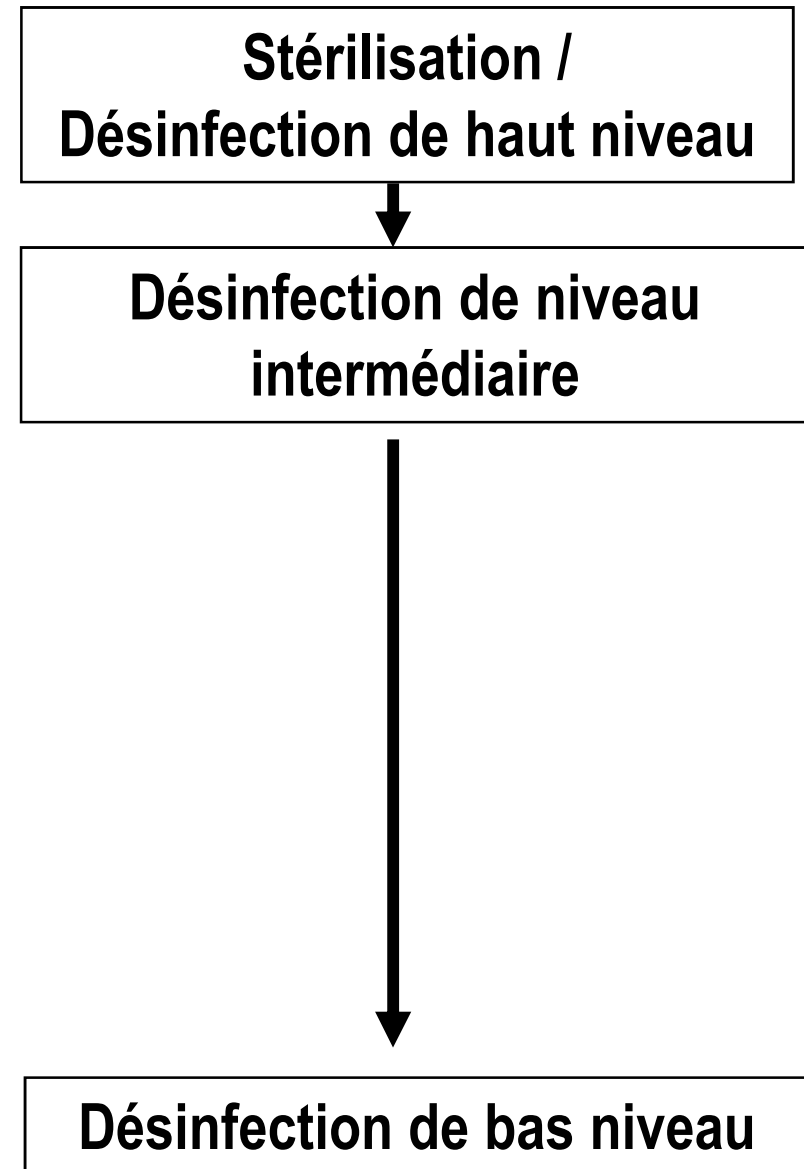 Stérilisation /
Désinfection de haut niveau
Désinfection de niveau
intermédiaire
Désinfection de bas niveau